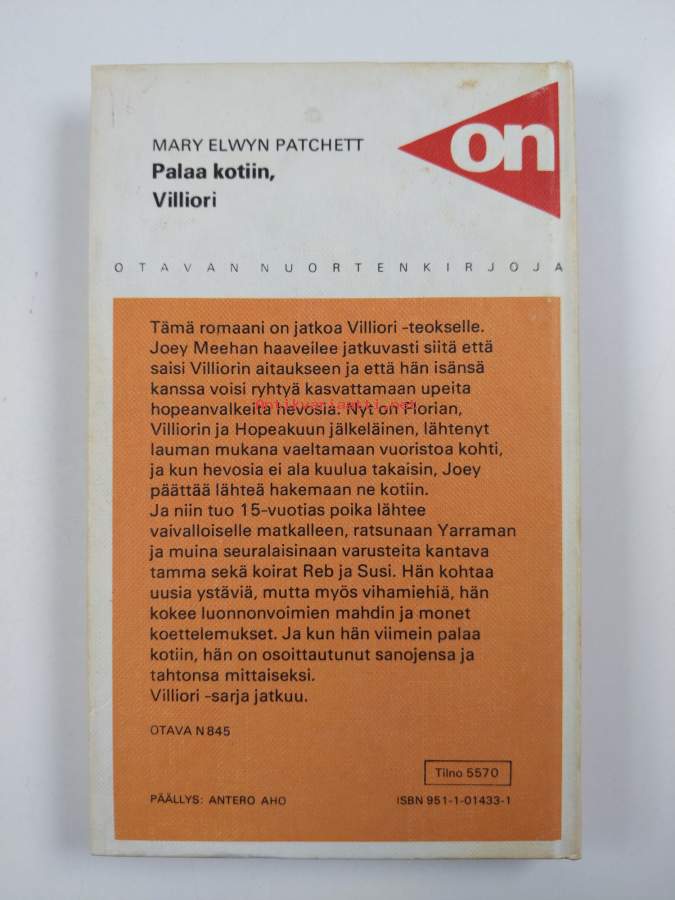 MARY ELWYN PATCHETT
Palaa kotiin,
Villiori
on
OTAVAN NUORTENKIRJOJA
Tämä romaani on jatkoa Villiori -teokselle.
Joey Meehan haaveilee jatkuvasti siitä että
saisi Villiorin aitaukseen ja että hän isänsä
kanssa voisi ryhtyä kasvattamaan upeita
hopeanvalkeita hevosia. Nyt on Florian,
Antikvariaatti.net
Villiorin ja Hopeakuun jälkeläinen, lähtenyt
lauman mukana vaeltamaan vuoristoa kohti,
ja kun hevosia ei ala kuulua takaisin, Joey
päättää lähteä hakemaan ne kotiin.
Ja niin tuo 15-vuotias poika lähtee
vaivalloiselle matkalleen, ratsunaan Yarraman
ja muina seuralaisinaan varusteita kantava
tamma sekä koirat Reb ja Susi. Hän kohtaa
uusia ystäviä, mutta myös vihamiehiä, hän
kokee luonnonvoimien mahdin ja monet
koettelemukset. Ja kun hän viimein palaa
kotiin, hän on osoittautunut sanojensa ja
tahtonsa mittaiseksi.
Villiori -sarja jatkuu.
OTAVA N 845
Tilno 5570
PÄÄLLYS: ANTERO AHO
ISBN 951-1-01433-1